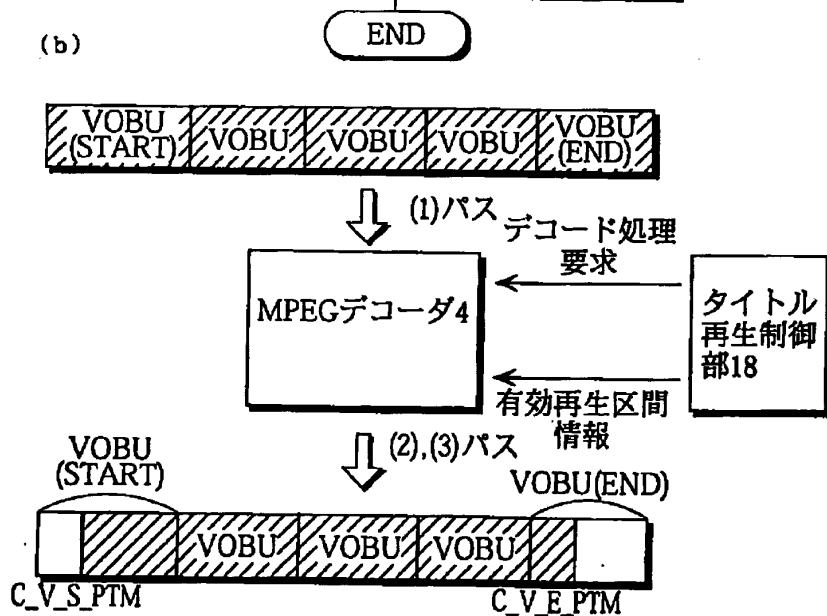 END
(b)
VOBU
(START)
VOBU
VOBU
VOBU
VOBU
(END)
(1)パス
デコード処理
要求
MPEGデコーダ4
タイトル
再生制御
部18
有効再生区間
情報
(2),(3)パス
VOBU
(START)
VOBU(END)
VOBU
VOBU
VOBU
C_V_S_PTM
C_V_E_PTM